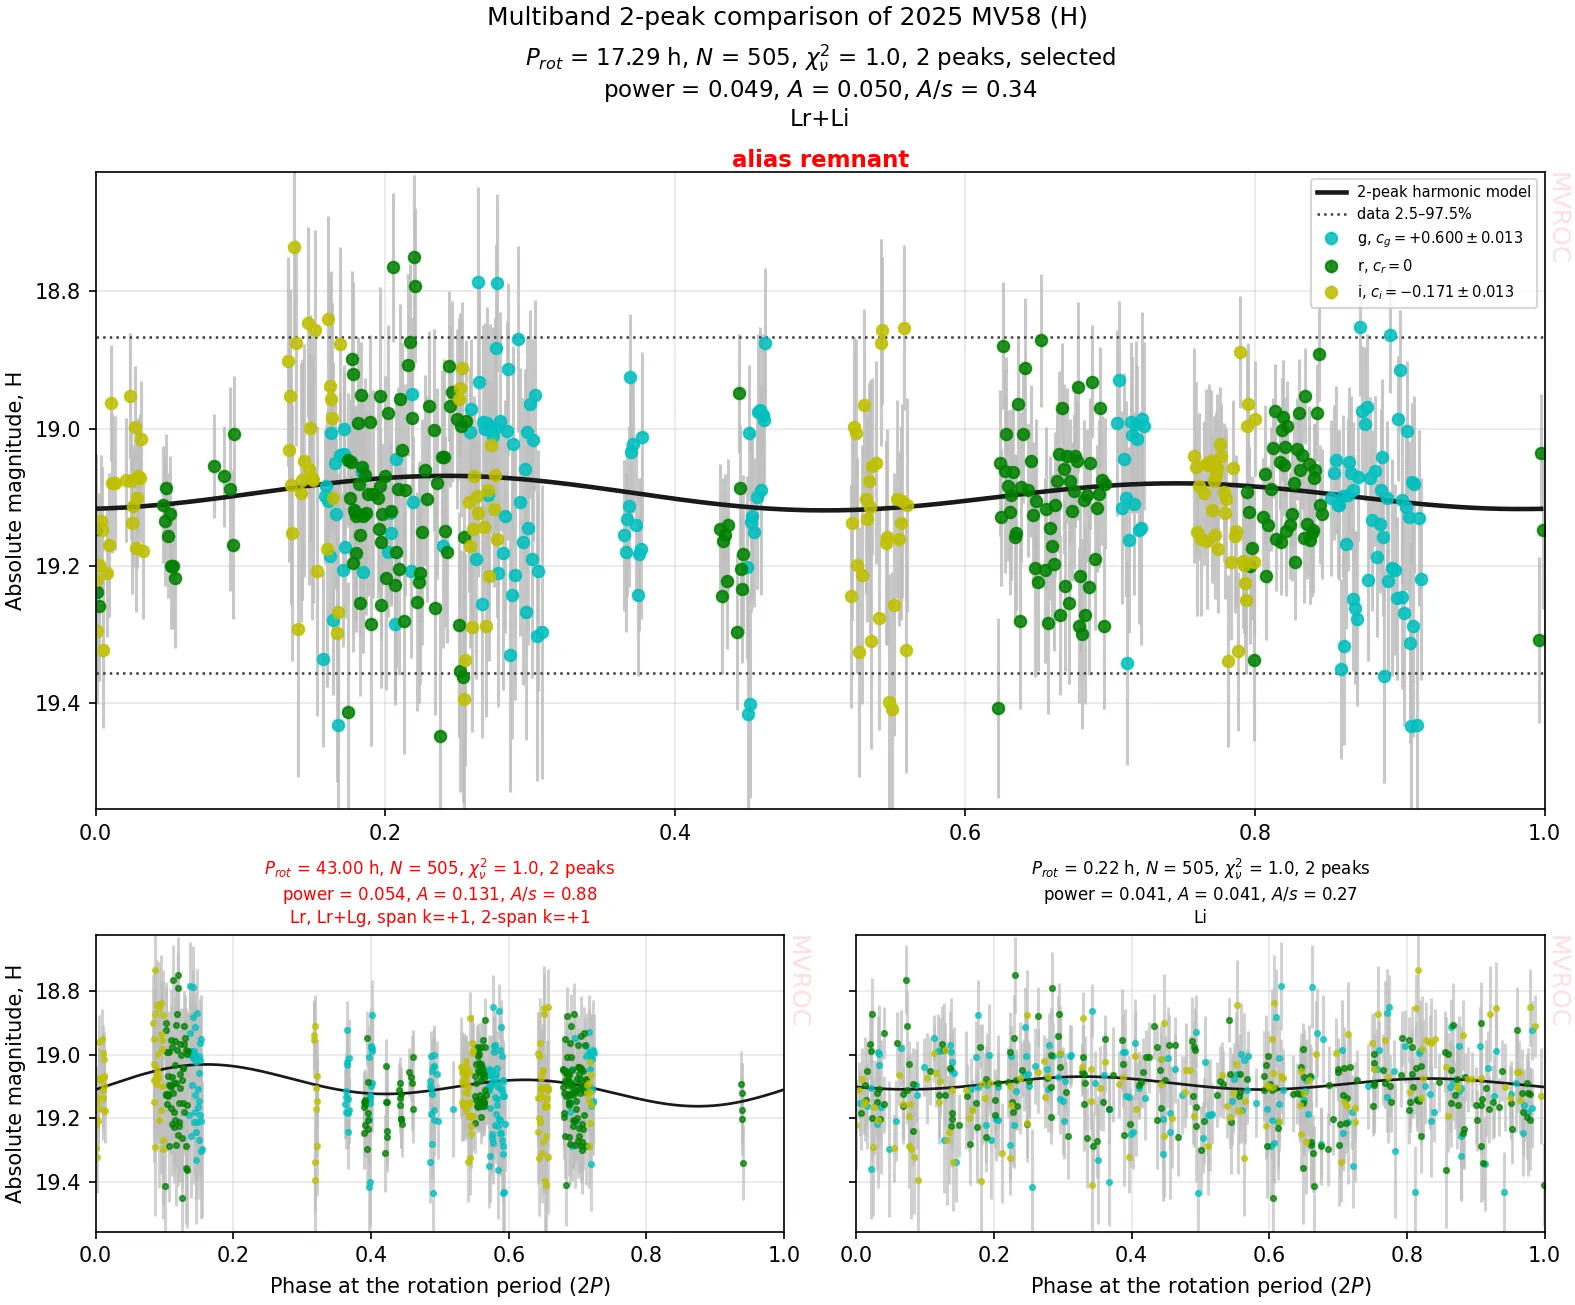 Multiband 2-peak comparison of 2025 MV58 (H)
P_rot = 17.29 h, N = 505, χ²_ν = 1.0, 2 peaks, selected
power = 0.049, A = 0.050, A/s = 0.34
Lr+Li
alias remnant
MVROC
2-peak harmonic model
data 2.5–97.5%
g, c_g = +0.600 ± 0.013
r, c_r = 0
i, c_i = −0.171 ± 0.013
Absolute magnitude, H
18.8
19.0
19.2
19.4
0.0 0.2 0.4 0.6 0.8 1.0
P_rot = 43.00 h, N = 505, χ²_ν = 1.0, 2 peaks
power = 0.054, A = 0.131, A/s = 0.88
Lr, Lr+Lg, span k=+1, 2-span k=+1
MVROC
Absolute magnitude, H
18.8
19.0
19.2
19.4
0.0 0.2 0.4 0.6 0.8 1.0
Phase at the rotation period (2P)
P_rot = 0.22 h, N = 505, χ²_ν = 1.0, 2 peaks
power = 0.041, A = 0.041, A/s = 0.27
Li
MVROC
0.0 0.2 0.4 0.6 0.8 1.0
Phase at the rotation period (2P)